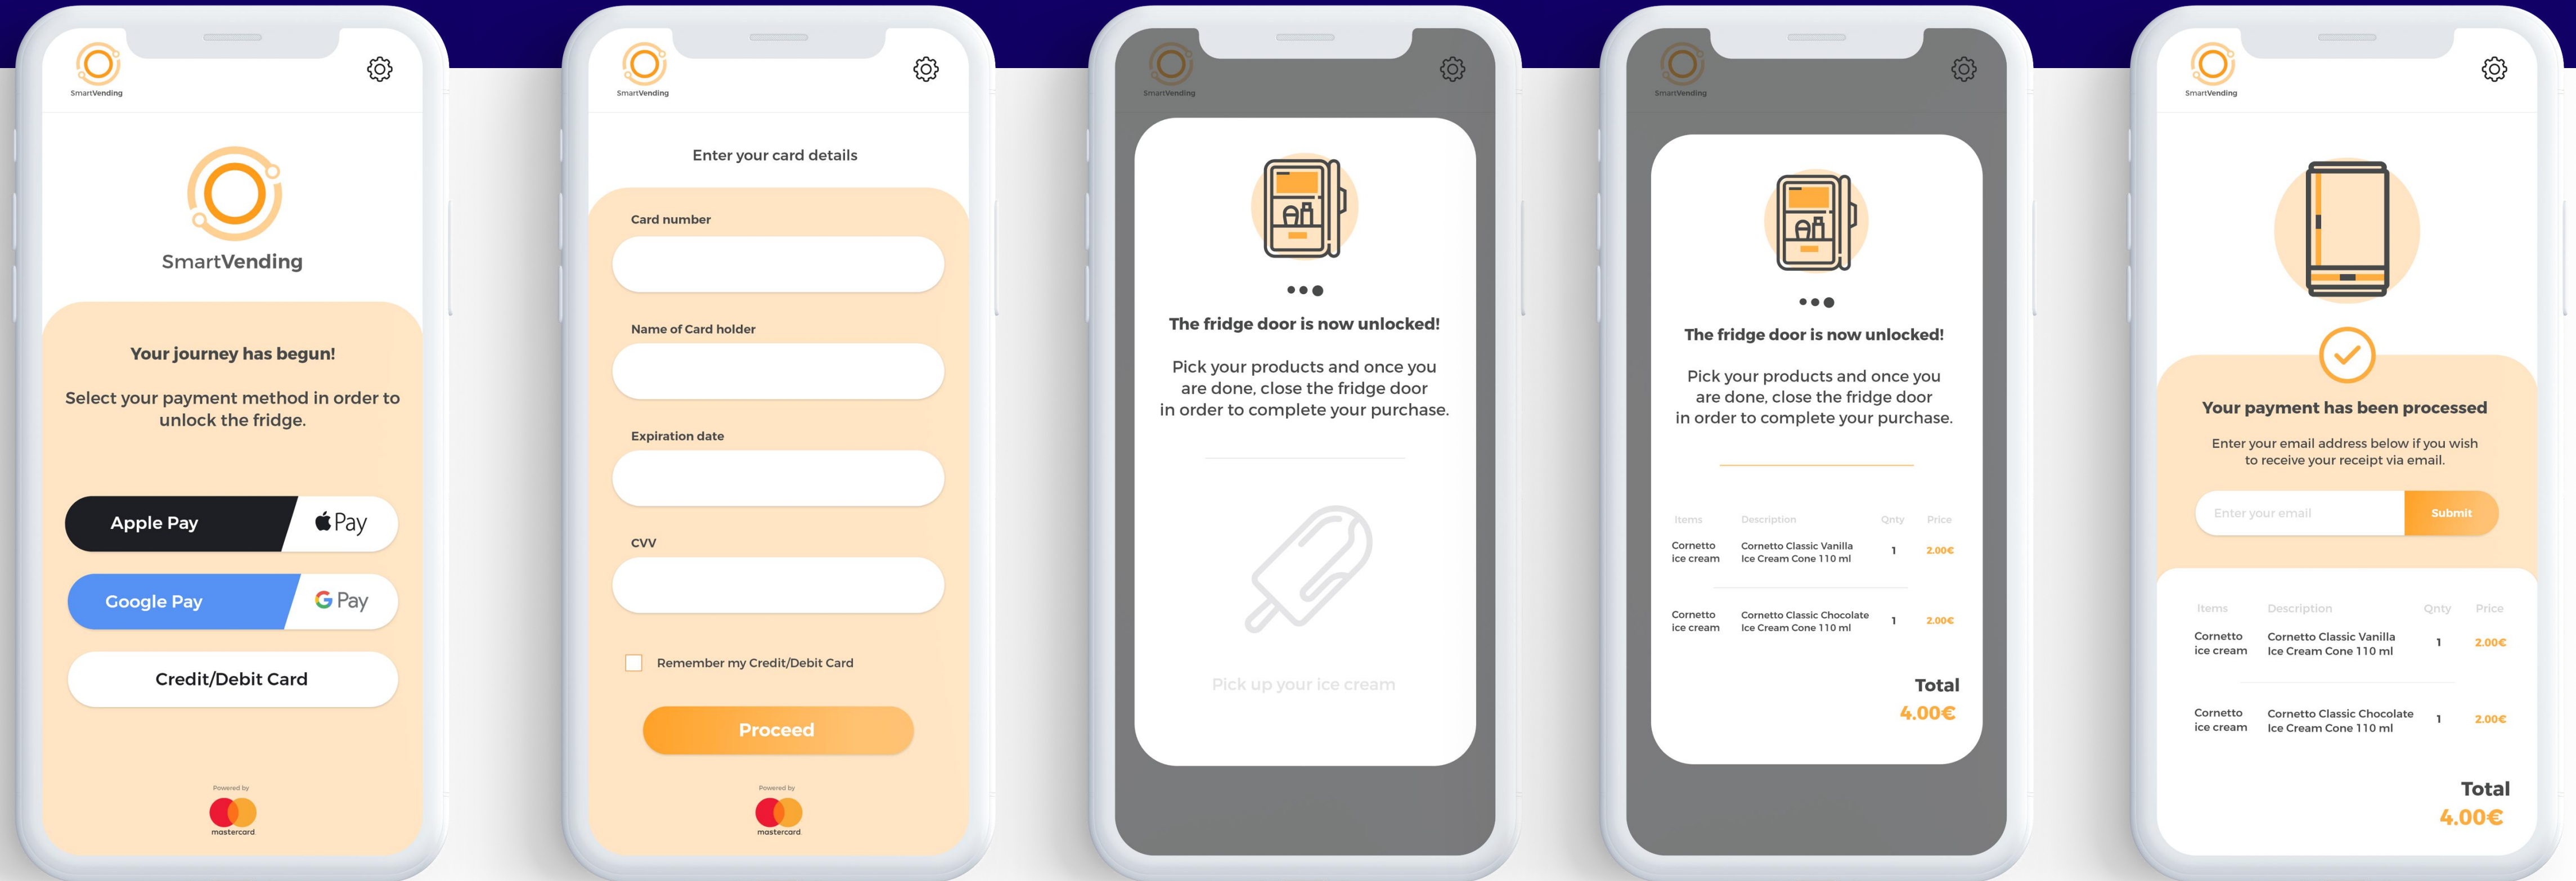 SmartVending
SmartVending
Your journey has begun!
Select your payment method in order to
unlock the fridge.
Apple Pay
Pay
Google Pay
G Pay
Credit/Debit Card
Powered by
mastercard.
SmartVending
Enter your card details
Card number
Name of Card holder
Expiration date
CVV
Remember my Credit/Debit Card
Proceed
Powered by
mastercard.
SmartVending
The fridge door is now unlocked!
Pick your products and once you
are done, close the fridge door
in order to complete your purchase.
Pick up your ice cream
SmartVending
The fridge door is now unlocked!
Pick your products and once you
are done, close the fridge door
in order to complete your purchase.
Items Description Qnty Price
Cornetto Cornetto Classic Vanilla 1 2.00€
ice cream Ice Cream Cone 110 ml
Cornetto Cornetto Classic Chocolate 1 2.00€
ice cream Ice Cream Cone 110 ml
Total
4.00€
SmartVending
Your payment has been processed
Enter your email address below if you wish
to receive your receipt via email.
Enter your email Submit
Items Description Qnty Price
Cornetto Cornetto Classic Vanilla 1 2.00€
ice cream Ice Cream Cone 110 ml
Cornetto Cornetto Classic Chocolate 1 2.00€
ice cream Ice Cream Cone 110 ml
Total
4.00€